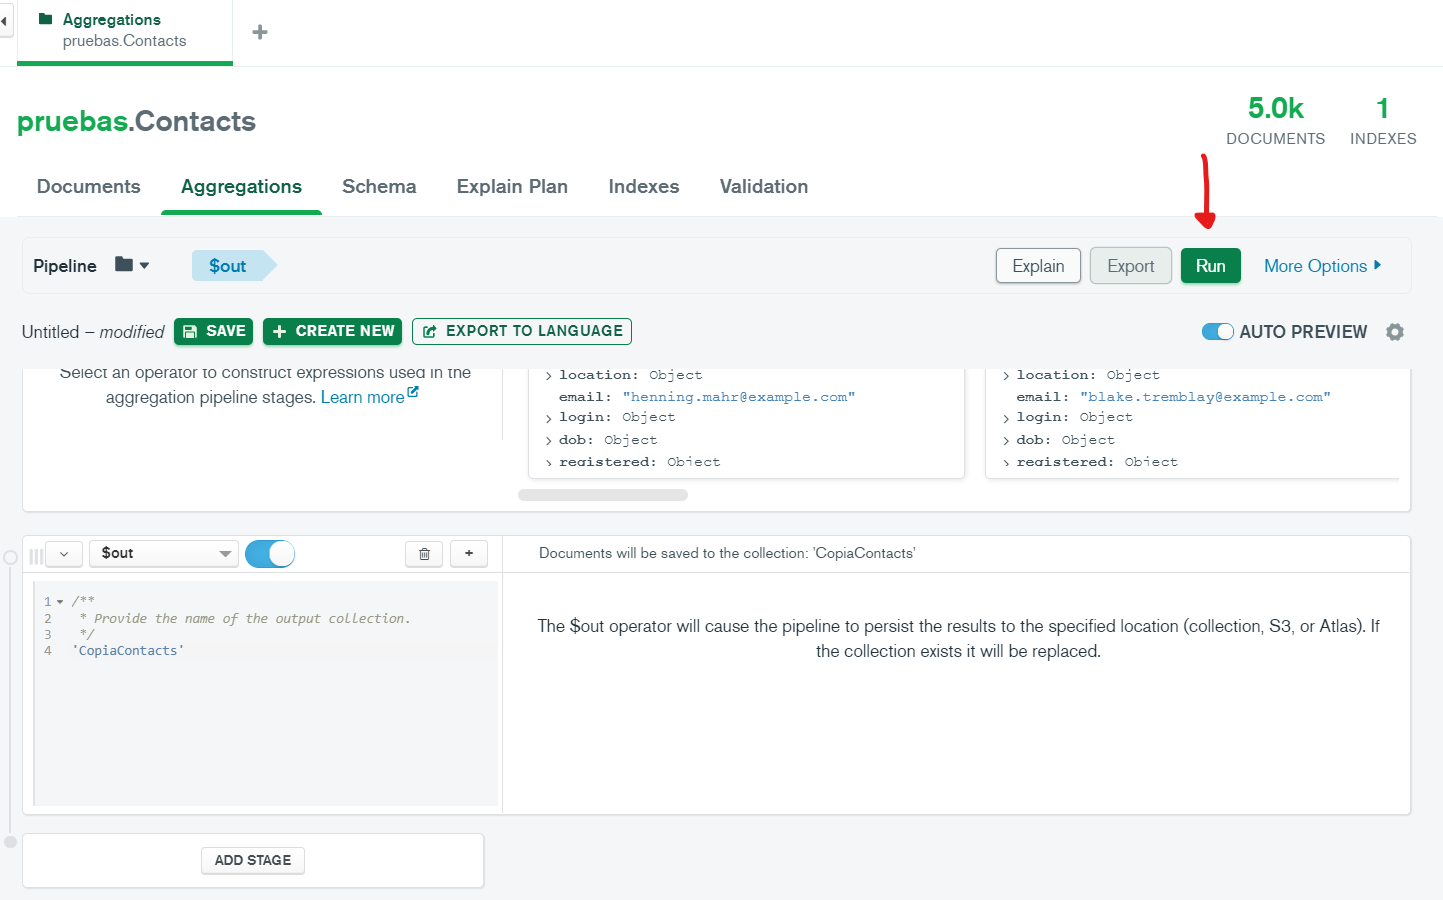 Aggregations
pruebas.Contacts
pruebas.Contacts
5.0k
DOCUMENTS
1
INDEXES
Documents
Aggregations
Schema
Explain Plan
Indexes
Validation
Pipeline
$out
Explain
Export
Run
More Options
Untitled – modified
SAVE
CREATE NEW
EXPORT TO LANGUAGE
AUTO PREVIEW
Select an operator to construct expressions used in the
aggregation pipeline stages. Learn more
location: Object
email: "henning.mahr@example.com"
login: Object
dob: Object
registered: Object
location: Object
email: "blake.tremblay@example.com"
login: Object
dob: Object
registered: Object
$out
Documents will be saved to the collection: 'CopiaContacts'
1 /**
2 * Provide the name of the output collection.
3 */
4 'CopiaContacts'
The $out operator will cause the pipeline to persist the results to the specified location (collection, S3, or Atlas). If
the collection exists it will be replaced.
ADD STAGE